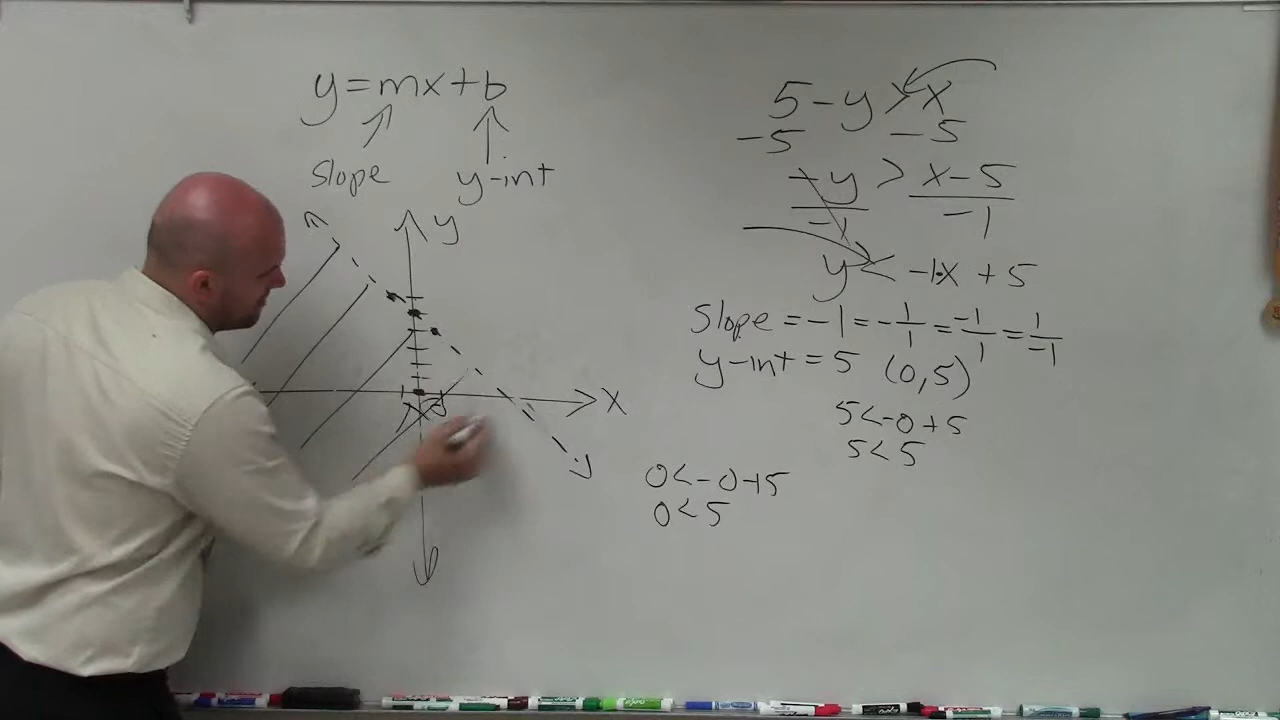 y=mx+b
slope y-int
y
x
5-y>x
-5 -5
-y > x-5
-1 -1
y < -1x + 5
Slope = -1 = -1/1 = -1/1 = 1/-1
y-int = 5 (0,5)
5<-0+5
5<5
0<-0+5
0<5